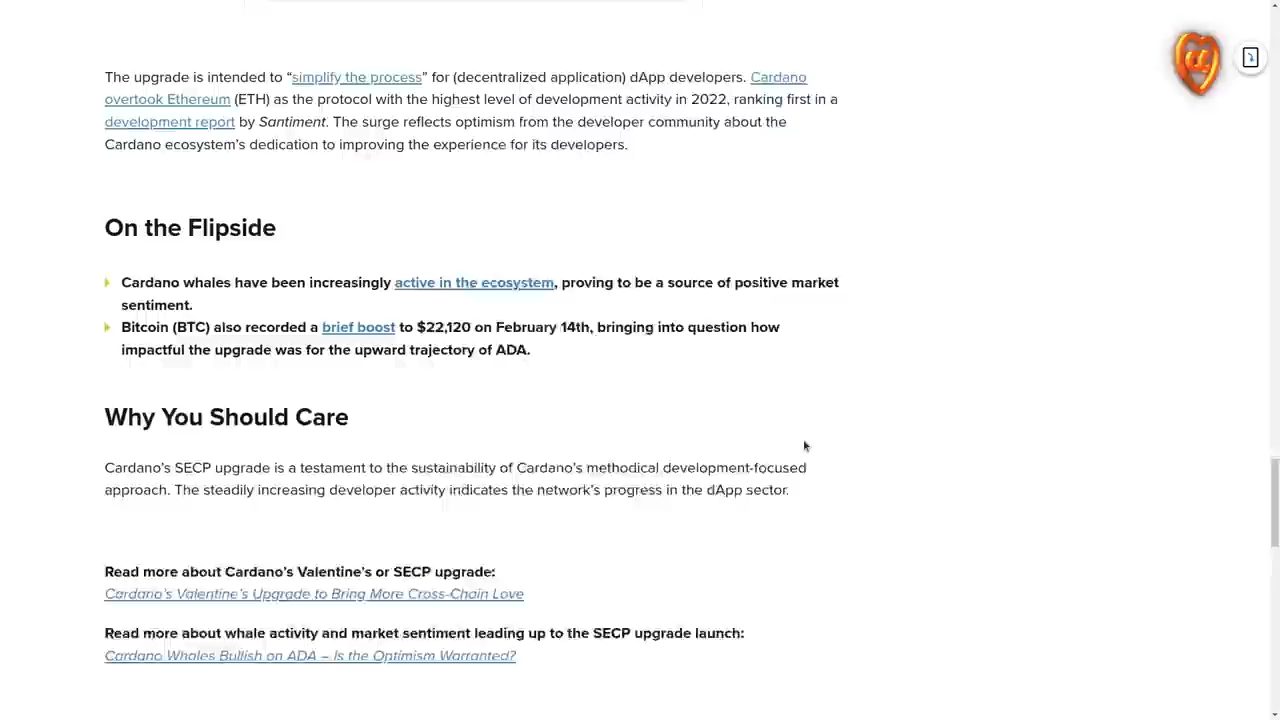 The upgrade is intended to “simplify the process” for (decentralized application) dApp developers. Cardano
overtook Ethereum (ETH) as the protocol with the highest level of development activity in 2022, ranking first in a
development report by Santiment. The surge reflects optimism from the developer community about the
Cardano ecosystem’s dedication to improving the experience for its developers.
On the Flipside
Cardano whales have been increasingly active in the ecosystem, proving to be a source of positive market
sentiment.
Bitcoin (BTC) also recorded a brief boost to $22,120 on February 14th, bringing into question how
impactful the upgrade was for the upward trajectory of ADA.
Why You Should Care
Cardano’s SECP upgrade is a testament to the sustainability of Cardano’s methodical development-focused
approach. The steadily increasing developer activity indicates the network’s progress in the dApp sector.
Read more about Cardano’s Valentine’s or SECP upgrade:
Cardano’s Valentine’s Upgrade to Bring More Cross-Chain Love
Read more about whale activity and market sentiment leading up to the SECP upgrade launch:
Cardano Whales Bullish on ADA – Is the Optimism Warranted?